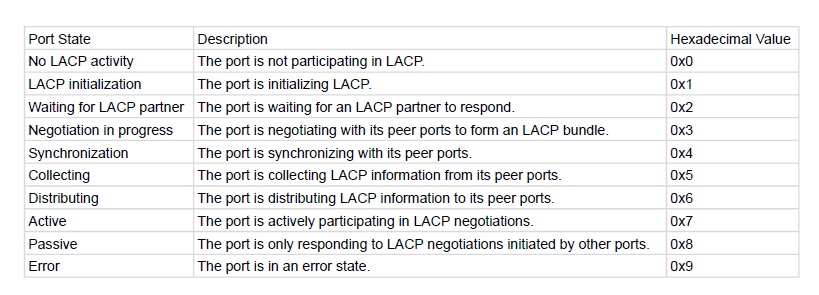 Port State Description Hexadecimal Value
No LACP activity The port is not participating in LACP. 0x0
LACP initialization The port is initializing LACP. 0x1
Waiting for LACP partner The port is waiting for an LACP partner to respond. 0x2
Negotiation in progress The port is negotiating with its peer ports to form an LACP bundle. 0x3
Synchronization The port is synchronizing with its peer ports. 0x4
Collecting The port is collecting LACP information from its peer ports. 0x5
Distributing The port is distributing LACP information to its peer ports. 0x6
Active The port is actively participating in LACP negotiations. 0x7
Passive The port is only responding to LACP negotiations initiated by other ports. 0x8
Error The port is in an error state. 0x9